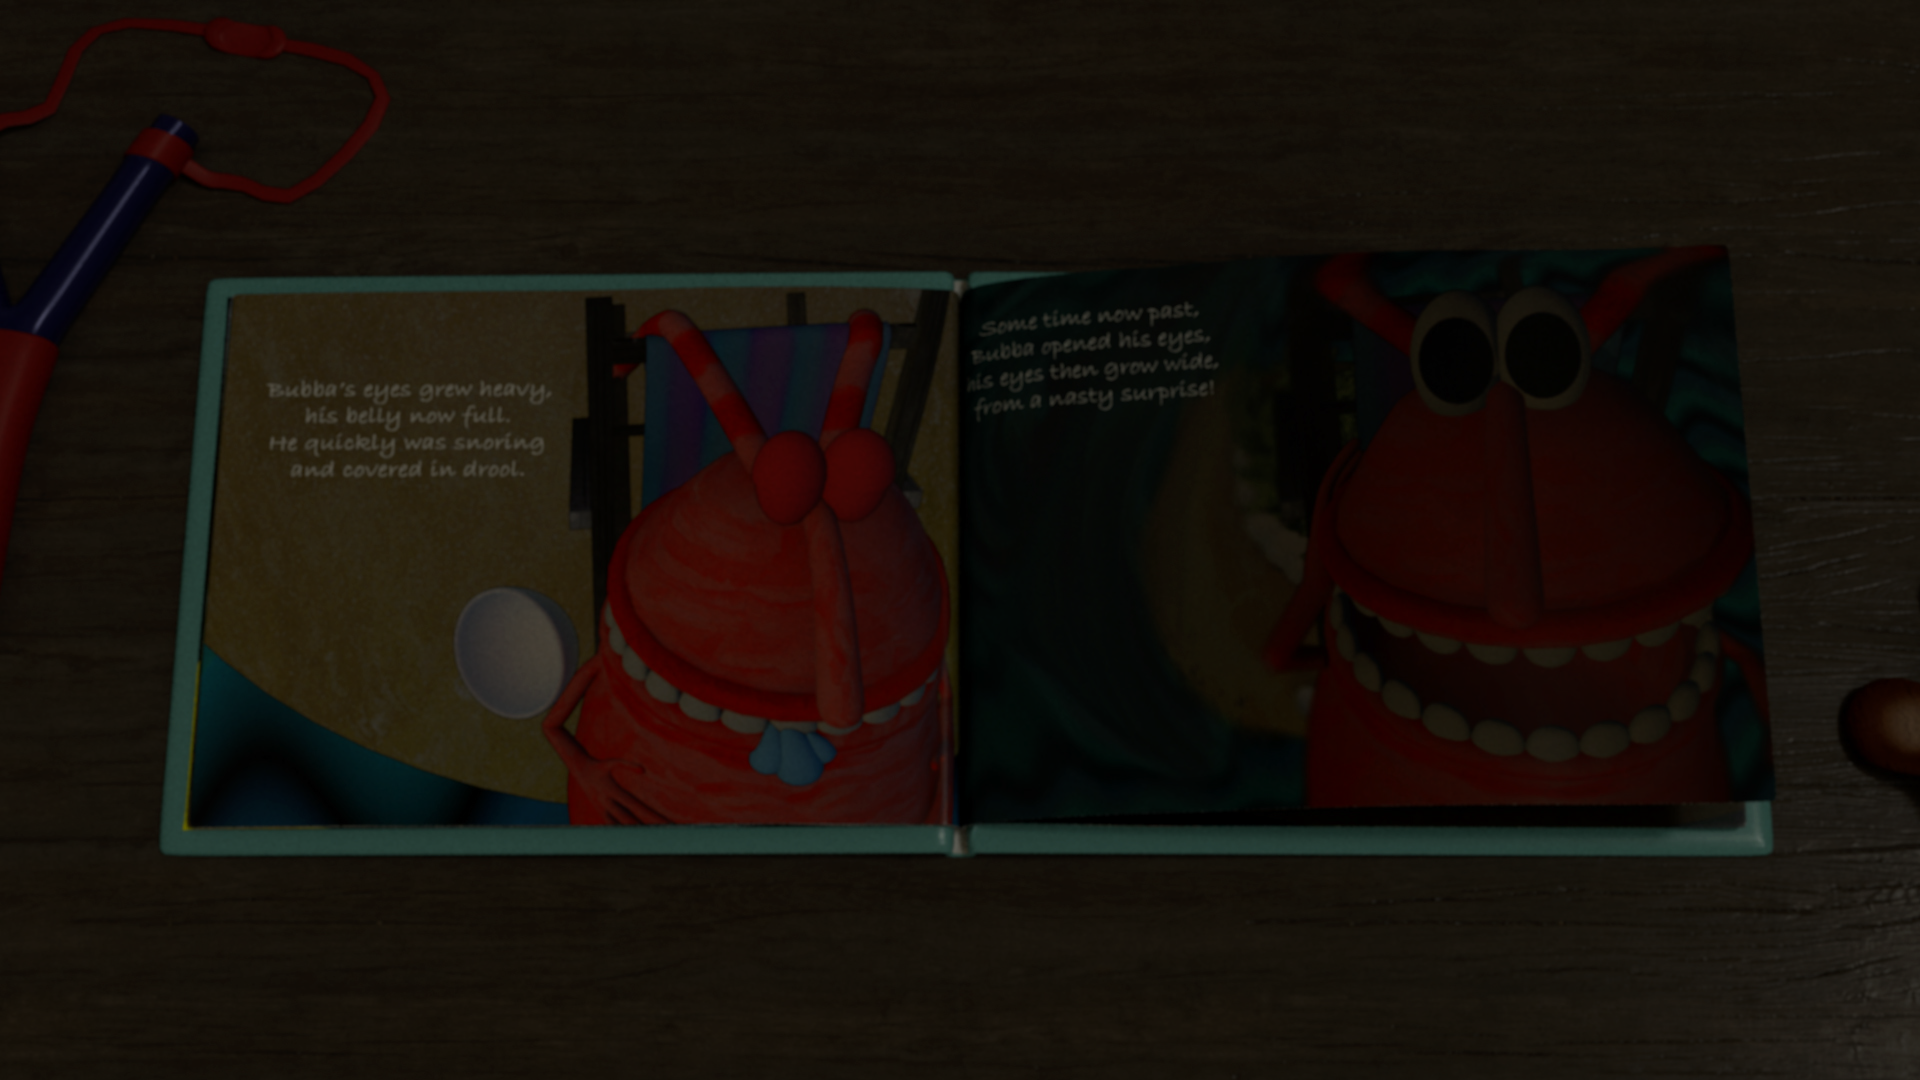 Bubba's eyes grew heavy,
his belly now full.
He quickly was snoring
and covered in drool.
Some time now past,
Bubba opened his eyes,
his eyes then grow wide,
from a nasty surprise!